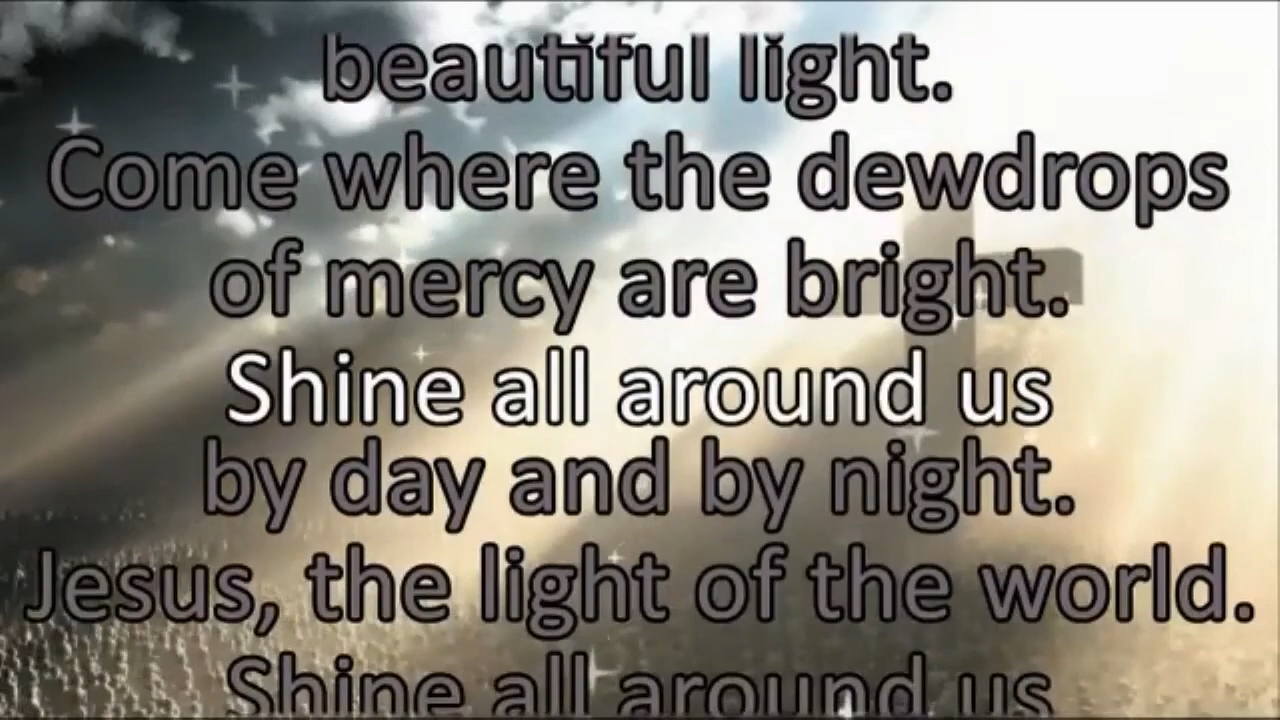 beautiful light.
Come where the dewdrops
of mercy are bright.
Shine all around us
by day and by night.
Jesus, the light of the world.
Shine all around us